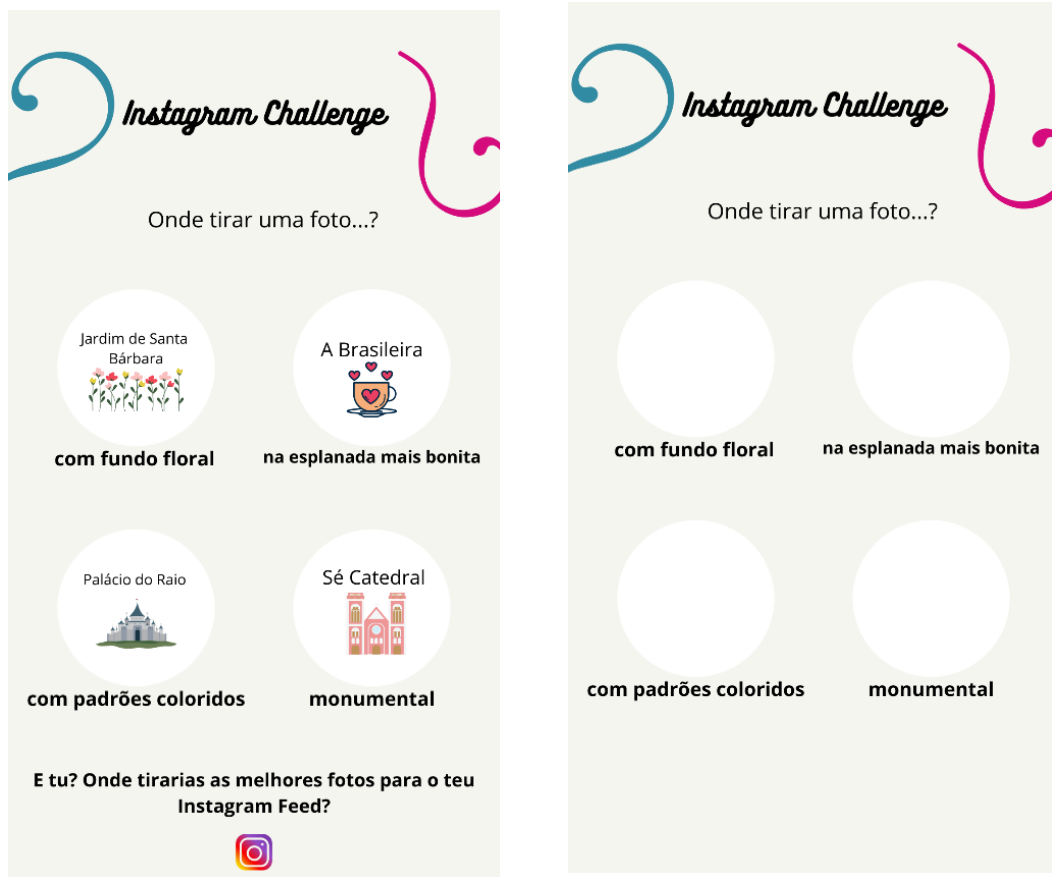 Instagram Challenge
Onde tirar uma foto...?
Jardim de Santa
Bárbara
com fundo floral
A Brasileira
na esplanada mais bonita
Palácio do Raio
com padrões coloridos
Sé Catedral
monumental
E tu? Onde tirarias as melhores fotos para o teu
Instagram Feed?
Instagram Challenge
Onde tirar uma foto...?
com fundo floral
na esplanada mais bonita
com padrões coloridos
monumental